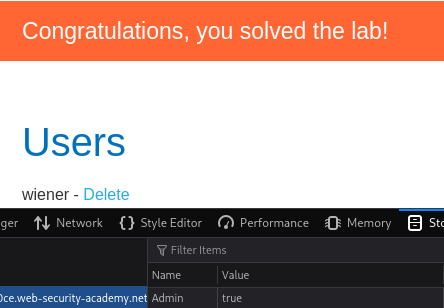 Congratulations, you solved the lab!
Users
wiener - Delete
ger Network Style Editor Performance Memory Sto
Filter Items
Name Value
0ce.web-security-academy.net Admin true